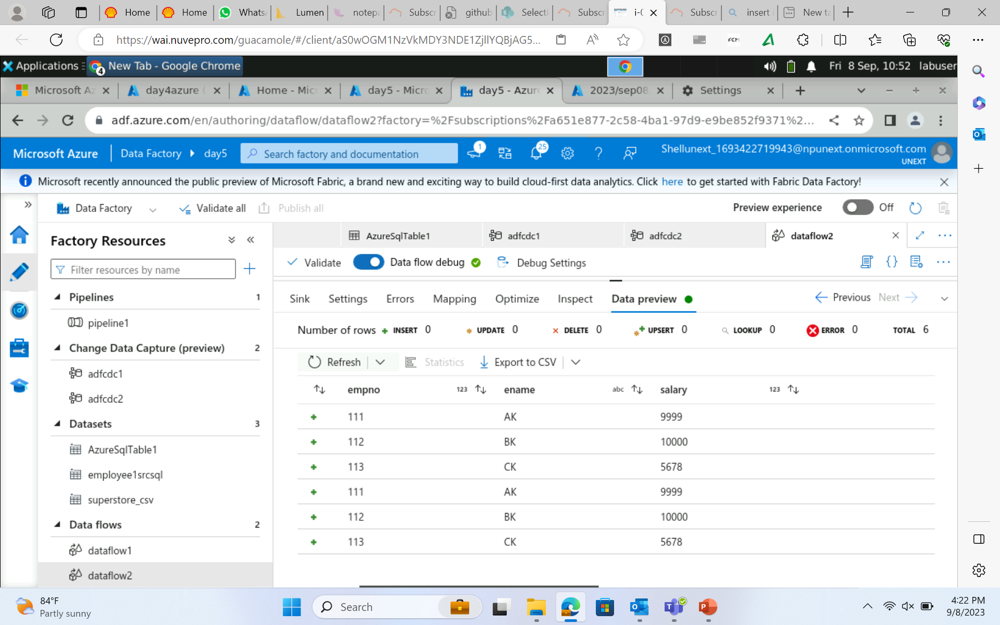 Home
Home
WhatsA
Lumen
notepa
Subscr
github
Selecti
Subscr
i-0
Subscr
insert i
New ta
https://wai.nuvepro.com/guacamole/#/client/aS0wOGM1NzVkMDY3NDE1ZjllYQBjAG5...
FCM
Applications
4
New Tab - Google Chrome
Fri 8 Sep, 10:52 labuser
Microsoft Az
day4azure (
Home - Micr
day5 - Micro
day5 - Azure
2023/sep08
Settings
adf.azure.com/en/authoring/dataflow/dataflow2?factory=%2Fsubscriptions%2Fa651e877-2c58-4ba1-97d9-e9be852f9371%2...
Microsoft Azure
Data Factory
day5
Search factory and documentation
1
25
Shellunext_1693422719943@npunext.onmicrosoft.com
UNEXT
Microsoft recently announced the public preview of Microsoft Fabric, a brand new and exciting way to build cloud-first data analytics. Click here to get started with Fabric Data Factory!
Data Factory
Validate all
Publish all
Preview experience
Off
Factory Resources
AzureSqlTable1
adfcdc1
adfcdc2
dataflow2
Filter resources by name
Validate
Data flow debug
Debug Settings
Pipelines 1
pipeline1
Change Data Capture (preview) 2
adfcdc1
adfcdc2
Datasets 3
AzureSqlTable1
employee1srcsql
superstore_csv
Data flows 2
dataflow1
dataflow2
Sink
Settings
Errors
Mapping
Optimize
Inspect
Data preview
Previous
Next
Number of rows
INSERT 0
UPDATE 0
DELETE 0
UPSERT 0
LOOKUP 0
ERROR 0
TOTAL 6
Refresh
Statistics
Export to CSV
empno 123 ename abc salary 123
111 AK 9999
112 BK 10000
113 CK 5678
111 AK 9999
112 BK 10000
113 CK 5678
84°F
Partly sunny
Search
4:22 PM
9/8/2023